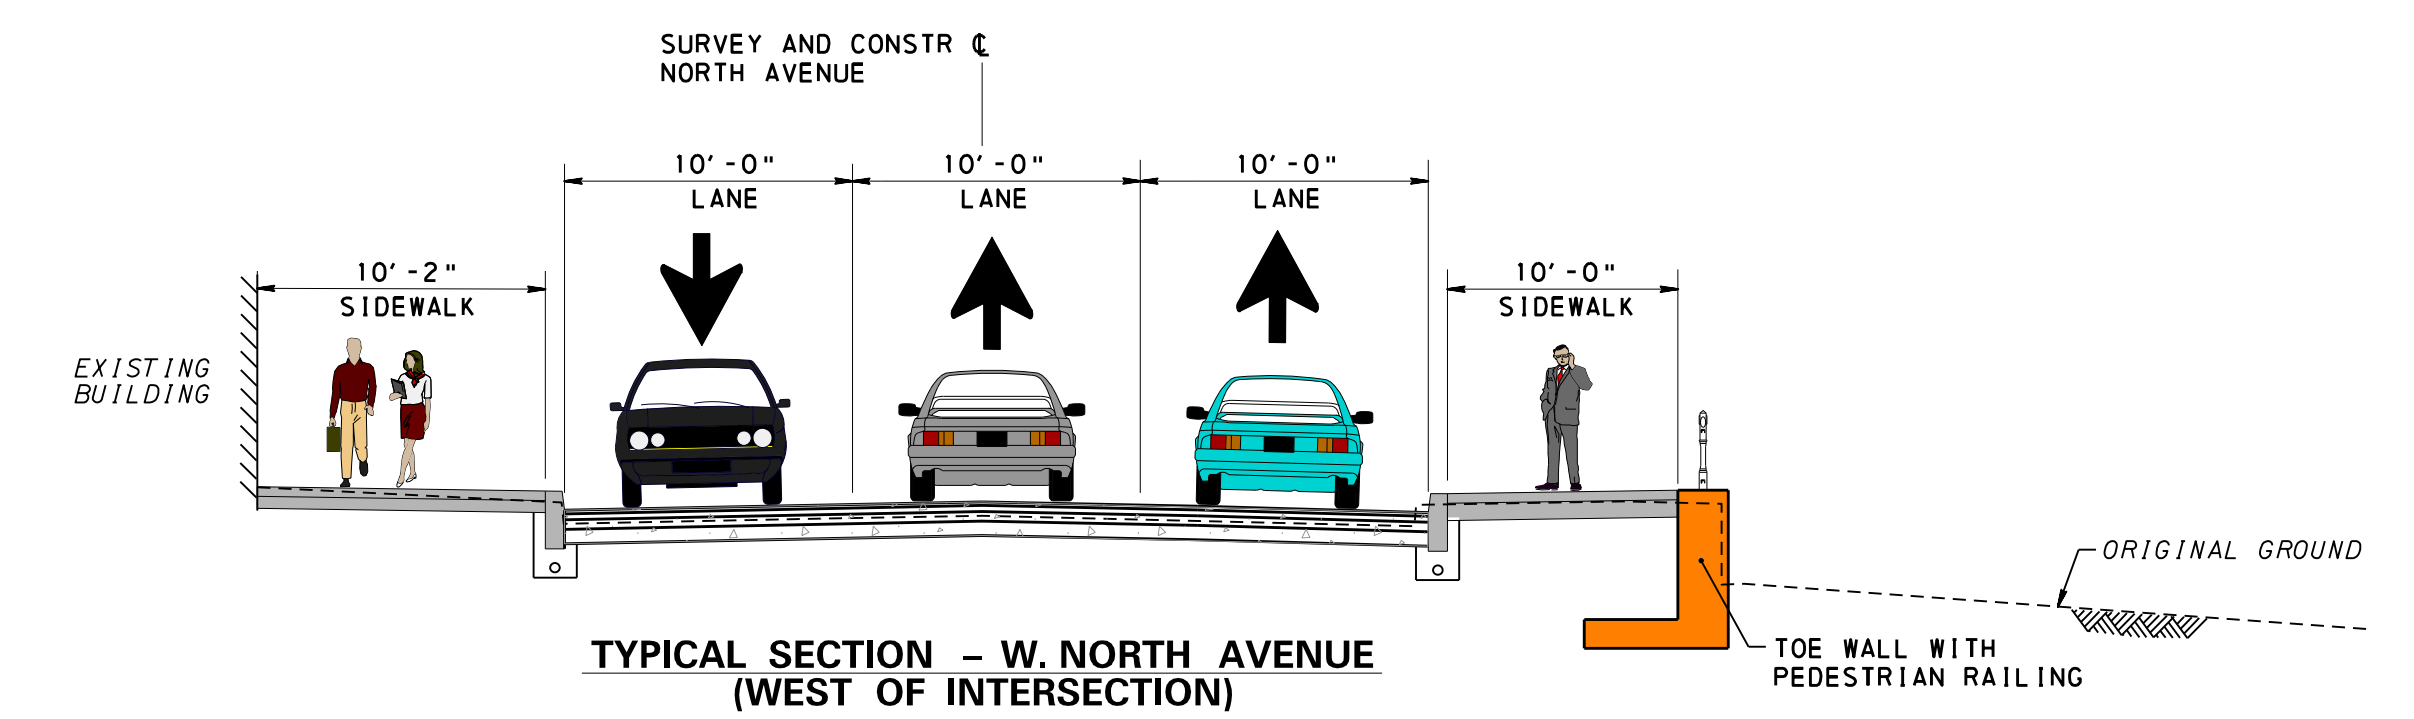 SURVEY AND CONSTR ℄
NORTH AVENUE
10'-0"
LANE
10'-0"
LANE
10'-0"
LANE
10'-2"
SIDEWALK
10'-0"
SIDEWALK
EXISTING
BUILDING
ORIGINAL GROUND
TOE WALL WITH
PEDESTRIAN RAILING
TYPICAL SECTION – W. NORTH AVENUE
(WEST OF INTERSECTION)